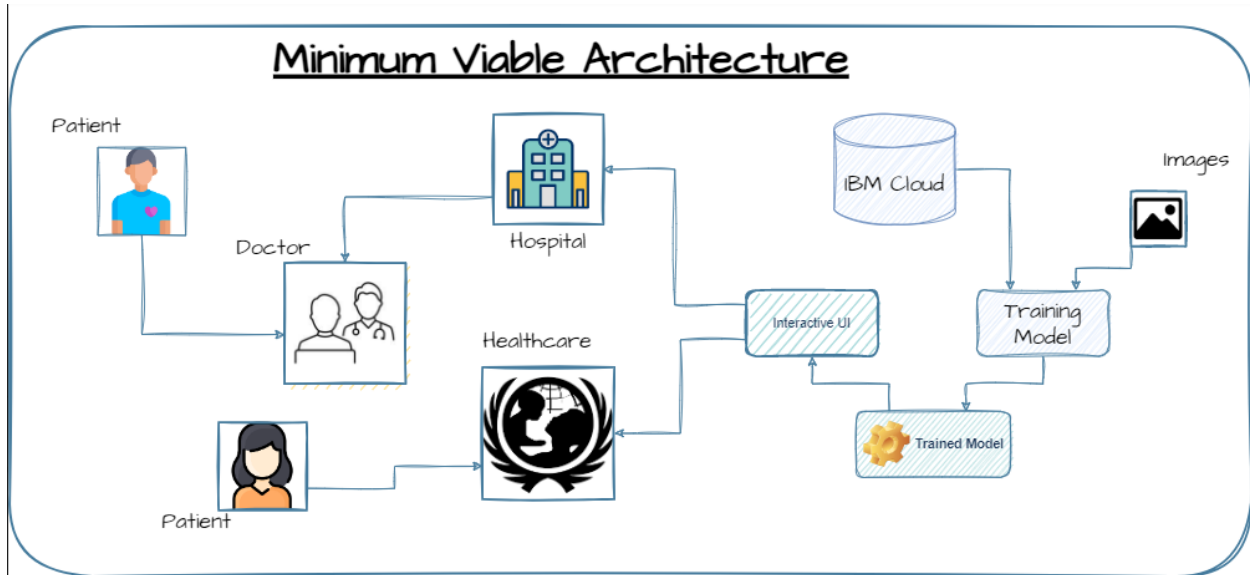 Minimum Viable Architecture
Patient
Images
IBM Cloud
Doctor
Hospital
Interactive UI
Training
Model
Healthcare
Trained Model
Patient